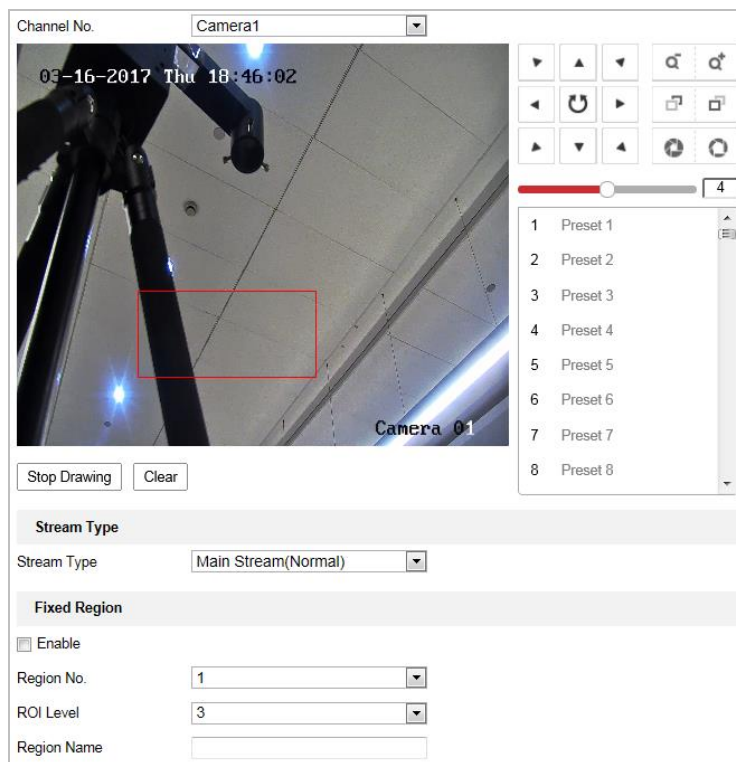 Channel No. Camera1
03-16-2017 Thu 18:46:02
Camera 01
4
1 Preset 1
2 Preset 2
3 Preset 3
4 Preset 4
5 Preset 5
6 Preset 6
7 Preset 7
8 Preset 8
Stop Drawing Clear
Stream Type
Stream Type Main Stream(Normal)
Fixed Region
Enable
Region No. 1
ROI Level 3
Region Name